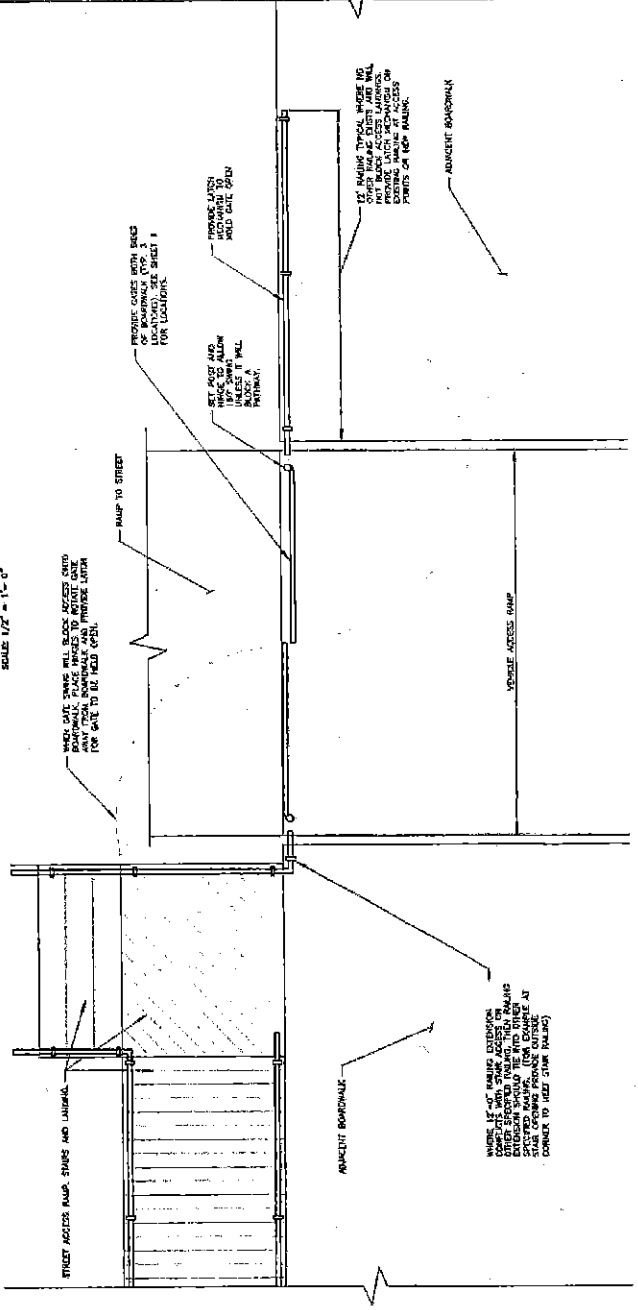 SCALE: 1/2" = 1'-0"
WHEN GATE SWING WILL BLOCK ACCESS ONTO
BOARDWALK, PLACE HINGES TO ROTATE GATE
AWAY FROM BOARDWALK AND PROVIDE LATCH
FOR GATE TO BE HELD OPEN.
STREET ACCESS RAMP, STAIRS AND LANDING
RAMP TO STREET
PROVIDE GATES BOTH SIDES
OF BOARDWALK (TYP. 3
LOCATIONS). SEE SHEET 1
FOR LOCATIONS.
SET POST AND
HINGE TO ALLOW
180° SWING
UNLESS IT WILL
BLOCK A
PATHWAY.
PROVIDE LATCH
MECHANISM TO
HOLD GATE OPEN
12' RAILING TYPICAL WHERE NO
OTHER RAILING EXISTS AND WILL
NOT BLOCK ACCESS LANDINGS.
PROVIDE LATCH MECHANISM ON
EXISTING RAILING AT ACCESS
POINTS OR NEW RAILING.
ADJACENT BOARDWALK
VEHICLE ACCESS RAMP
ADJACENT BOARDWALK
WHERE 12'-0" RAILING EXTENSION
CONFLICTS WITH STAIR ACCESS OR
OTHER SPECIFIED RAILING, THEN RAILING
EXTENSION SHOULD TIE INTO OTHER
SPECIFIED RAILING. (FOR EXAMPLE AT
STAIR OPENING PROVIDE OUTSIDE
CORNER TO STAIR RAILING)